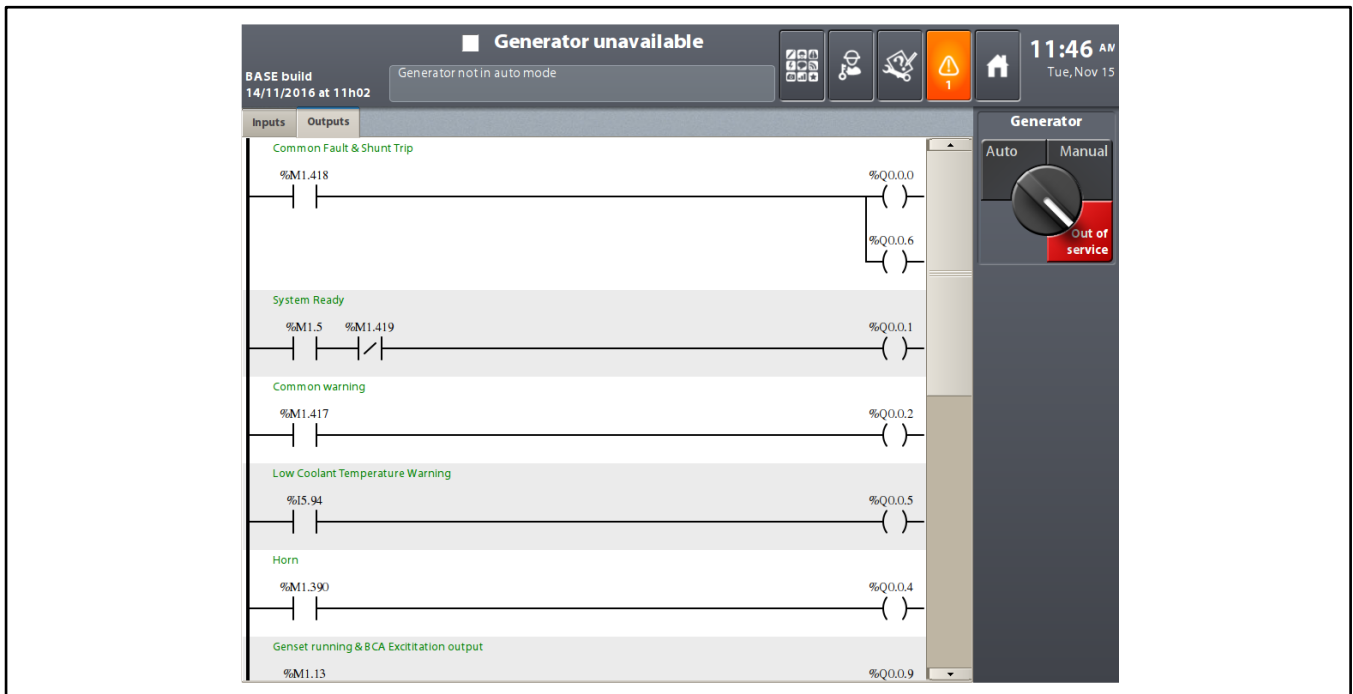 Generator unavailable
BASE build
14/11/2016 at 11h02
Generator not in auto mode
1
11:46 AM
Tue, Nov 15
Inputs Outputs
Generator
Auto Manual
Out of
service
Common Fault & Shunt Trip
%M1.418 %Q0.0.0
%Q0.0.6
System Ready
%M1.5 %M1.419 %Q0.0.1
Common warning
%M1.417 %Q0.0.2
Low Coolant Temperature Warning
%I5.94 %Q0.0.5
Horn
%M1.390 %Q0.0.4
Genset running & BCA Excititation output
%M1.13 %Q0.0.9